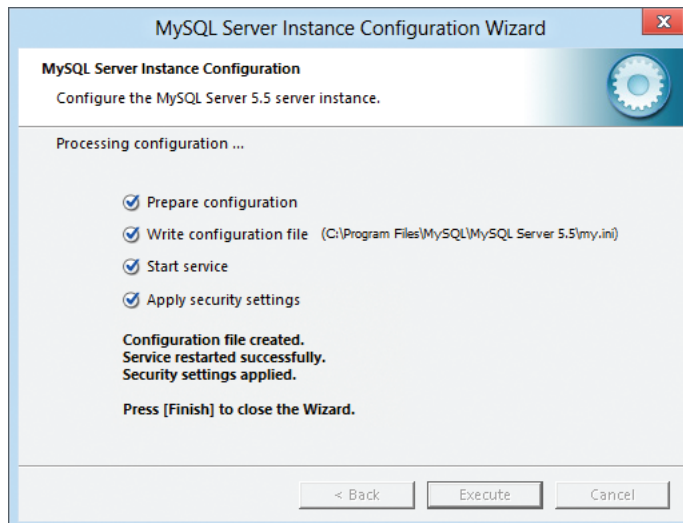 MySQL Server Instance Configuration Wizard
x
MySQL Server Instance Configuration
Configure the MySQL Server 5.5 server instance.
Processing configuration ...
Prepare configuration
Write configuration file (C:\Program Files\MySQL\MySQL Server 5.5\my.ini)
Start service
Apply security settings
Configuration file created.
Service restarted successfully.
Security settings applied.
Press [Finish] to close the Wizard.
< Back Execute Cancel